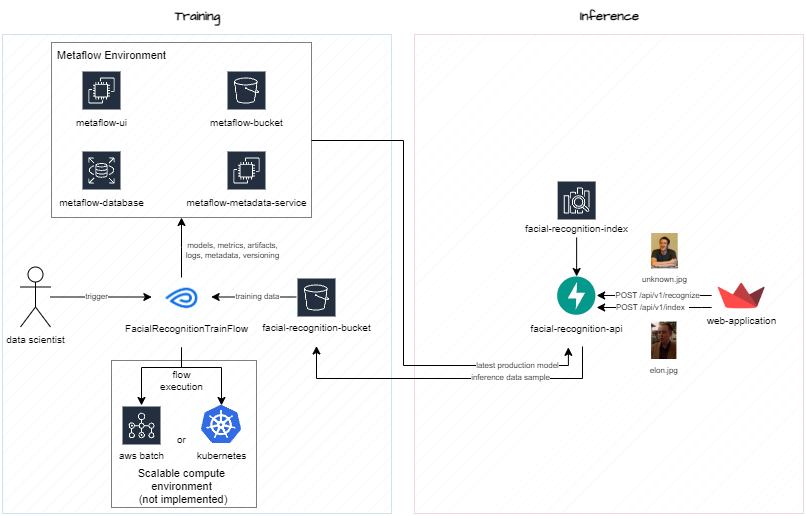 Training
Inference
Metaflow Environment
metaflow-ui
metaflow-bucket
metaflow-database
metaflow-metadata-service
models, metrics, artifacts,
logs, metadata, versioning
data scientist
trigger
FacialRecognitionTrainFlow
training data
facial-recognition-bucket
flow
execution
aws batch
or
kubernetes
Scalable compute
environment
(not implemented)
facial-recognition-index
unknown.jpg
POST /api/v1/recognize
POST /api/v1/index
facial-recognition-api
web-application
elon.jpg
latest production model
inference data sample